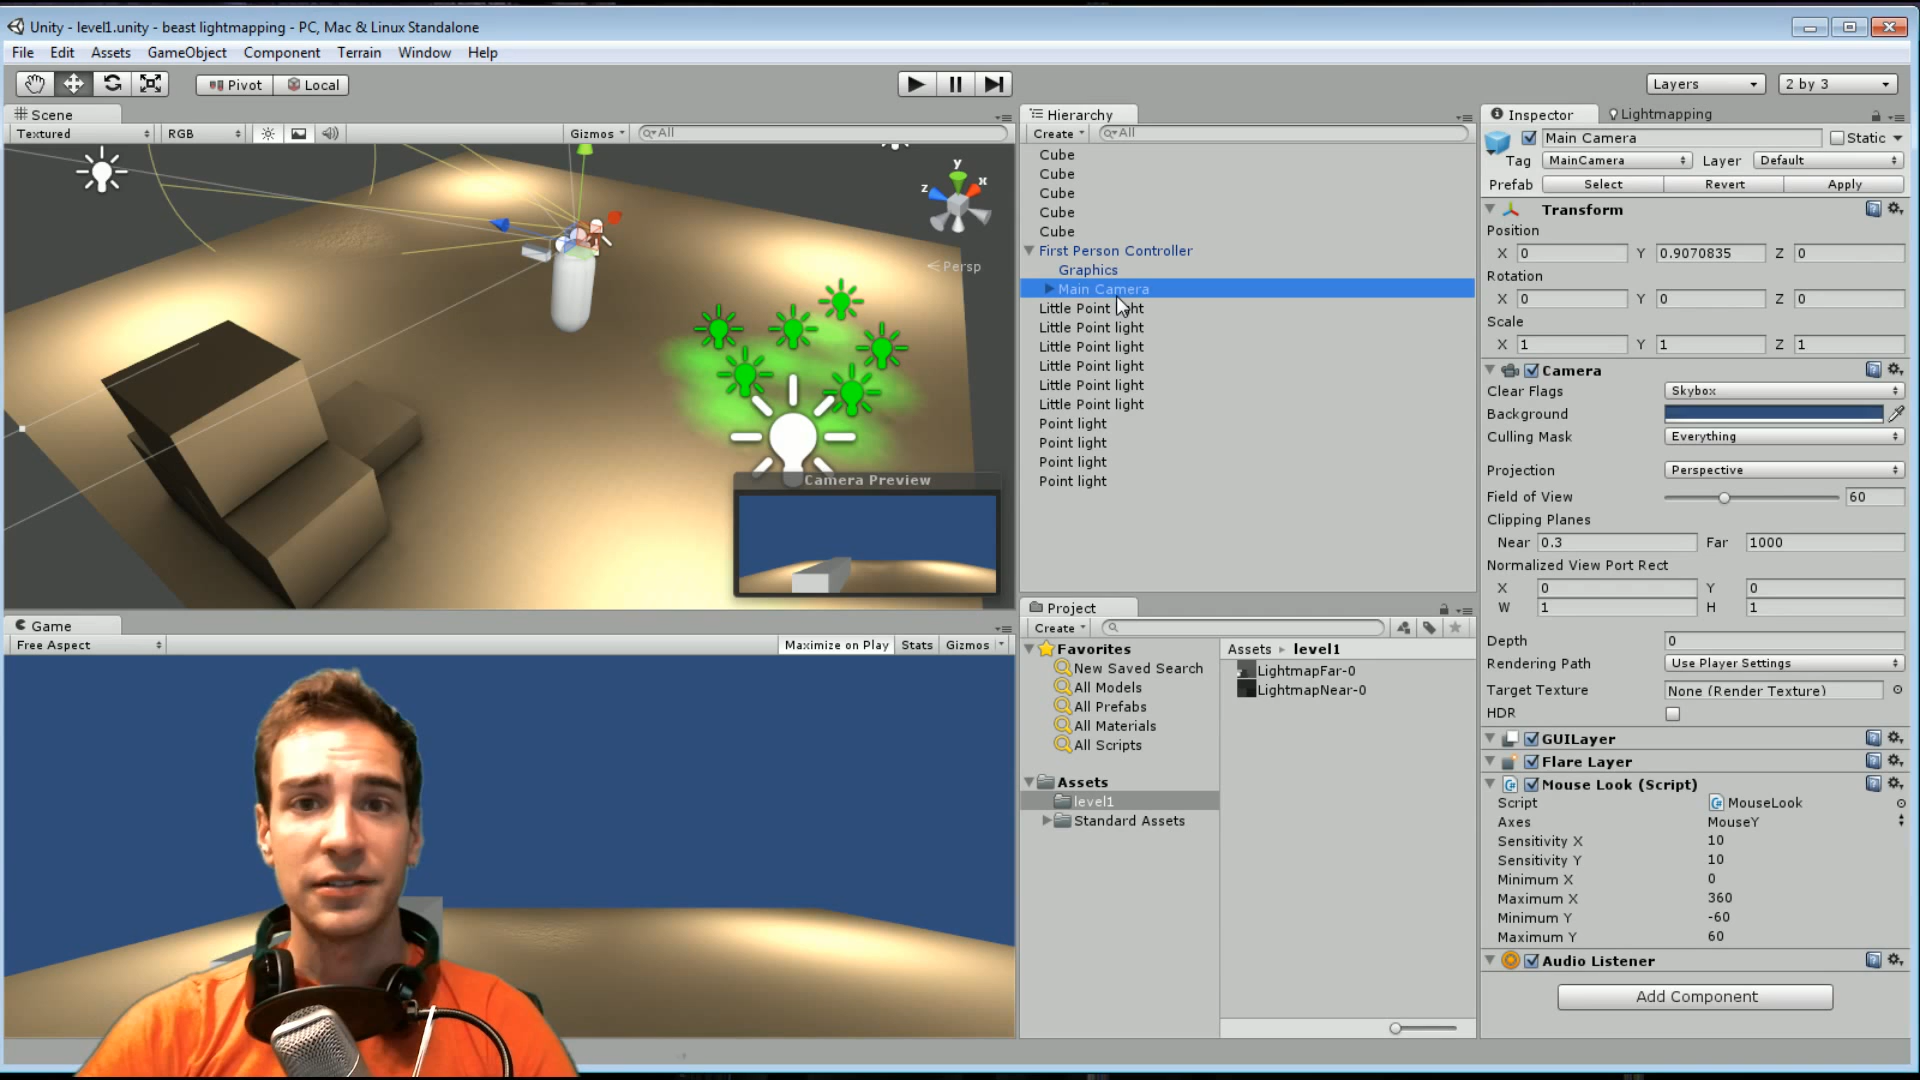 Unity - level1.unity - beast lightmapping - PC, Mac & Linux Standalone
File Edit Assets GameObject Component Terrain Window Help
Pivot Local Layers 2 by 3
Scene
Textured RGB Gizmos All
y
x
z
Persp
Camera Preview
Game
Free Aspect Maximize on Play Stats Gizmos
Hierarchy
Create All
Cube
Cube
Cube
Cube
Cube
First Person Controller
Graphics
Main Camera
Little Point light
Little Point light
Little Point light
Little Point light
Little Point light
Little Point light
Point light
Point light
Point light
Point light
Project
Create
Favorites
New Saved Search
All Models
All Prefabs
All Materials
All Scripts
Assets
level1
Standard Assets
Assets level1
LightmapFar-0
LightmapNear-0
Inspector Lightmapping
Main Camera Static
Tag MainCamera Layer Default
Prefab Select Revert Apply
Transform
Position
X 0 Y 0.9070835 Z 0
Rotation
X 0 Y 0 Z 0
Scale
X 1 Y 1 Z 1
Camera
Clear Flags Skybox
Background
Culling Mask Everything
Projection Perspective
Field of View 60
Clipping Planes
Near 0.3 Far 1000
Normalized View Port Rect
X 0 Y 0
W 1 H 1
Depth 0
Rendering Path Use Player Settings
Target Texture None (Render Texture)
HDR
GUILayer
Flare Layer
Mouse Look (Script)
Script MouseLook
Axes MouseY
Sensitivity X 10
Sensitivity Y 10
Minimum X 0
Maximum X 360
Minimum Y -60
Maximum Y 60
Audio Listener
Add Component